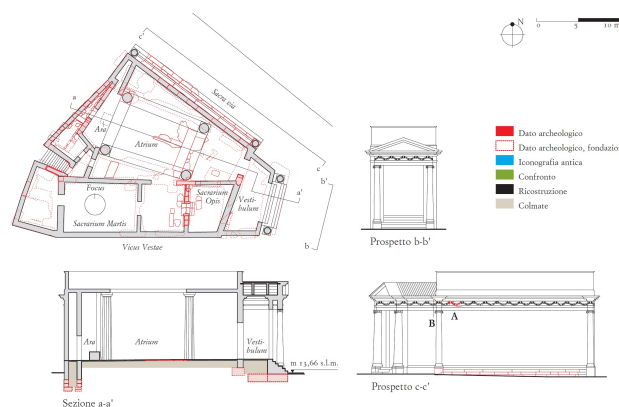 N
0 5 10 m
c'
Sacra via
a
Ara
Atrium
c
a'
b'
Focus
Sacrarium
Opis
Vesti-
bulum
Sacrarium Martis
b
Vicus Vestae
Prospetto b-b'
Dato archeologico
Dato archeologico, fondazio
Iconografia antica
Confronto
Ricostruzione
Colmate
Ara
Atrium
Vesti-
bulum
m 13,66 s.l.m.
Sezione a-a'
B
A
Prospetto c-c'